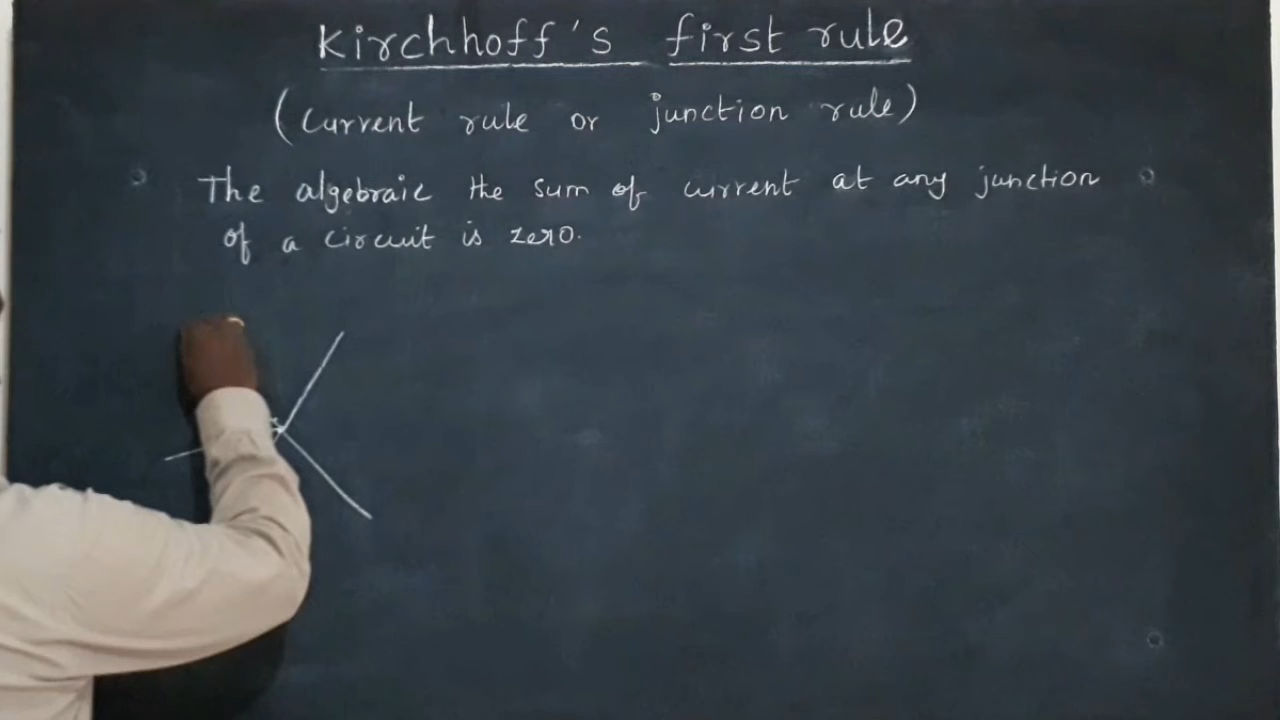 Kirchhoff's first rule
(Current rule or junction rule)
The algebraic the sum of current at any junction
of a circuit is zero.